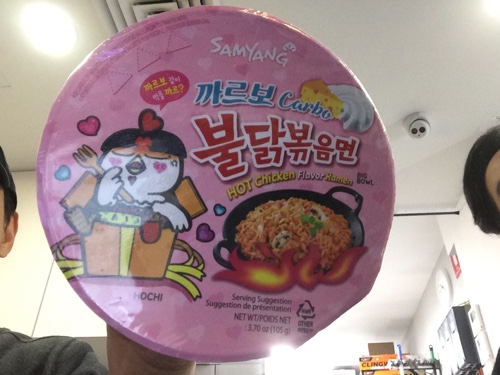 SAMYANG
까르보 같이
먹을 까르?
까르보 Carbo
불닭볶음면
HOT Chicken Flavor Ramen
BIG
BOWL
HOCHI
Serving Suggestion
Suggestion de présentation
NET WT/POIDS NET
3.70 oz (105 g)
OTHER
CLING